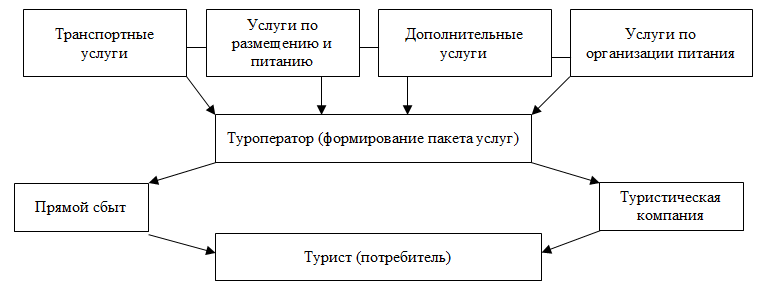 Транспортные
услуги
Услуги по
размещению и
питанию
Дополнительные
услуги
Услуги по
организации питания
Туроператор (формирование пакета услуг)
Прямой сбыт
Туристическая
компания
Турист (потребитель)